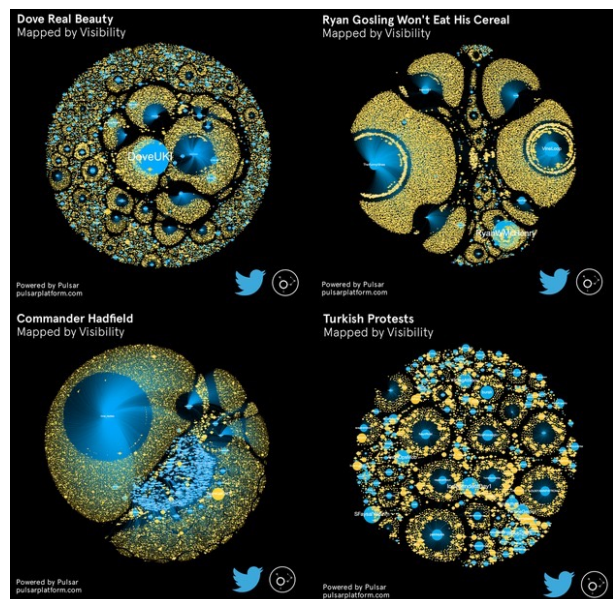 Dove Real Beauty
Mapped by Visibility
DoveUKI
Powered by Pulsar
pulsarplatform.com
Ryan Gosling Won't Eat His Cereal
Mapped by Visibility
RyanWMcHenry
Powered by Pulsar
pulsarplatform.com
Commander Hadfield
Mapped by Visibility
Powered by Pulsar
pulsarplatform.com
Turkish Protests
Mapped by Visibility
Powered by Pulsar
pulsarplatform.com